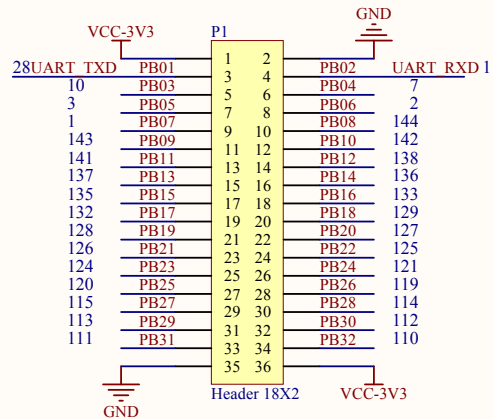 GND
VCC-3V3 P1
1 2
28UART_TXD PB01 3 4 PB02 UART_RXD 1
10 PB03 5 6 PB04 7
3 PB05 7 8 PB06 2
1 PB07 9 10 PB08 144
143 PB09 11 12 PB10 142
141 PB11 13 14 PB12 138
137 PB13 15 16 PB14 136
135 PB15 17 18 PB16 133
132 PB17 19 20 PB18 129
128 PB19 21 22 PB20 127
126 PB21 23 24 PB22 125
124 PB23 25 26 PB24 121
120 PB25 27 28 PB26 119
115 PB27 29 30 PB28 114
113 PB29 31 32 PB30 112
111 PB31 33 34 PB32 110
35 36
Header 18X2 VCC-3V3
GND